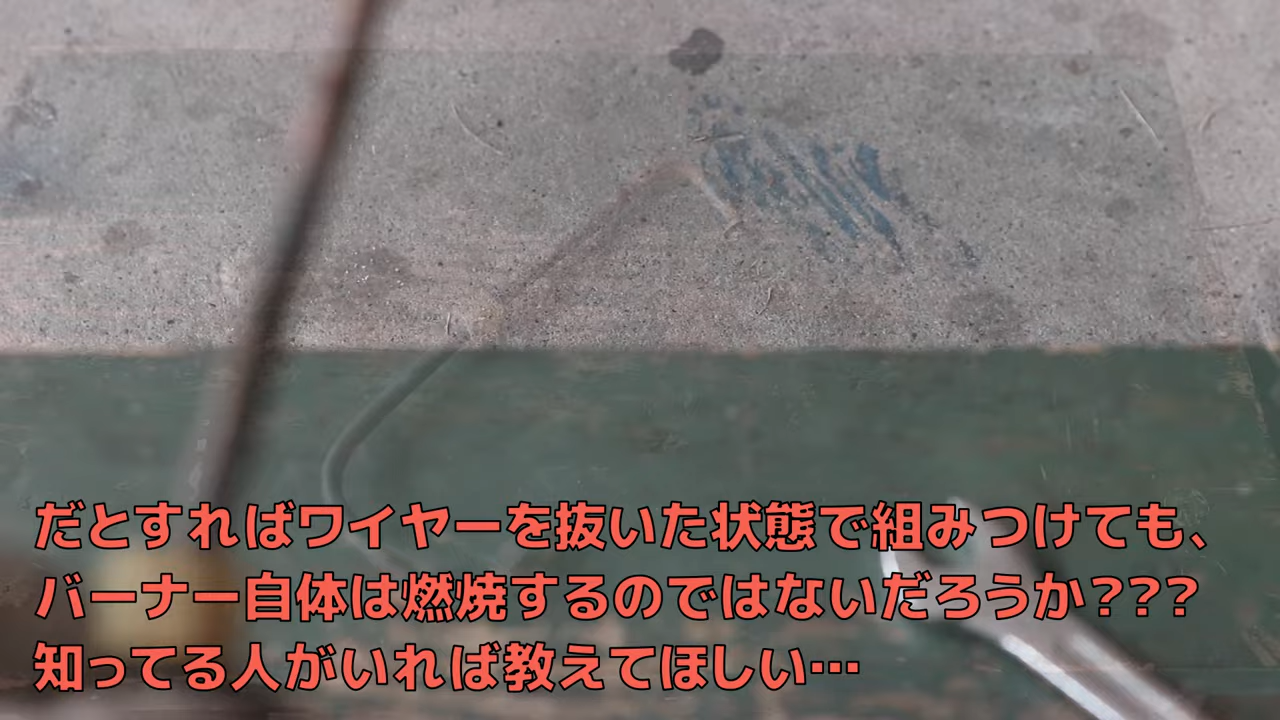 だとすればワイヤーを抜いた状態で組みつけても、
バーナー自体は燃焼するのではないだろうか???
知ってる人がいれば教えてほしい…